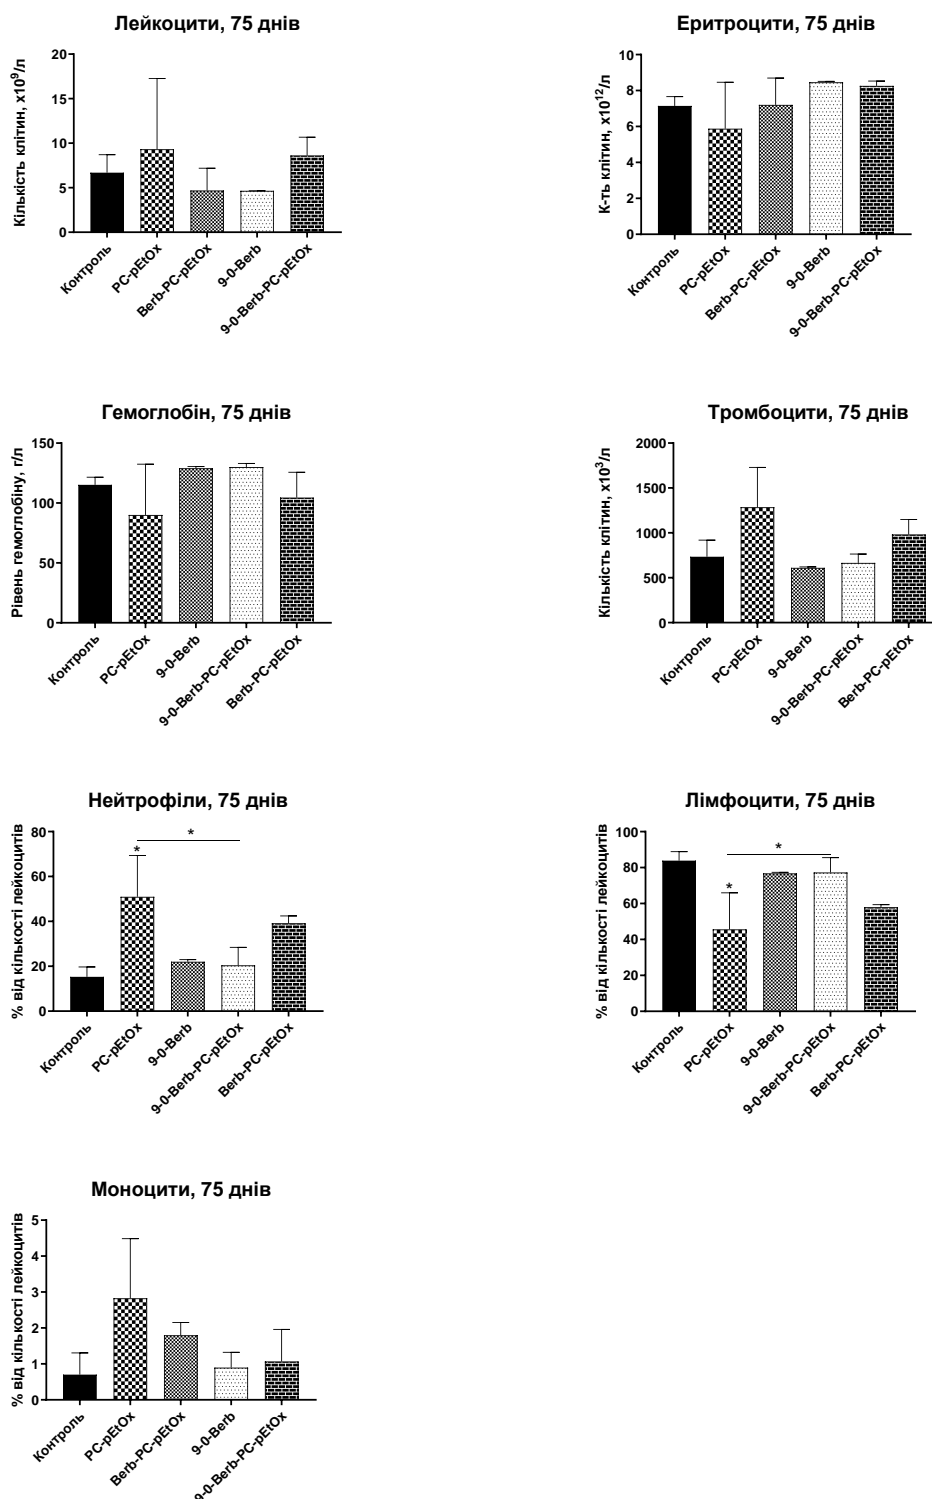 Лейкоцити, 75 днів
Кількість клітин, х10⁹/л
20
15
10
5
0
Контроль
PC-pEtOx
Berb-PC-pEtOx
9-0-Berb
9-0-Berb-PC-pEtOx
Еритроцити, 75 днів
К-ть клітин, х10¹²/л
10
8
6
4
2
0
Контроль
PC-pEtOx
Berb-PC-pEtOx
9-0-Berb
9-0-Berb-PC-pEtOx
Гемоглобін, 75 днів
Рівень гемоглобіну, г/л
150
100
50
0
Контроль
PC-pEtOx
9-0-Berb
9-0-Berb-PC-pEtOx
Berb-PC-pEtOx
Тромбоцити, 75 днів
Кількість клітин, х10³/л
2000
1500
1000
500
0
Контроль
PC-pEtOx
9-0-Berb
9-0-Berb-PC-pEtOx
Berb-PC-pEtOx
Нейтрофіли, 75 днів
% від кількості лейкоцитів
80
60
40
20
0
*
*
Контроль
PC-pEtOx
9-0-Berb
9-0-Berb-PC-pEtOx
Berb-PC-pEtOx
Лімфоцити, 75 днів
% від кількості лейкоцитів
100
80
60
40
20
0
*
*
Контроль
PC-pEtOx
9-0-Berb
9-0-Berb-PC-pEtOx
Berb-PC-pEtOx
Моноцити, 75 днів
% від кількості лейкоцитів
5
4
3
2
1
0
Контроль
PC-pEtOx
Berb-PC-pEtOx
9-0-Berb
9-0-Berb-PC-pEtOx